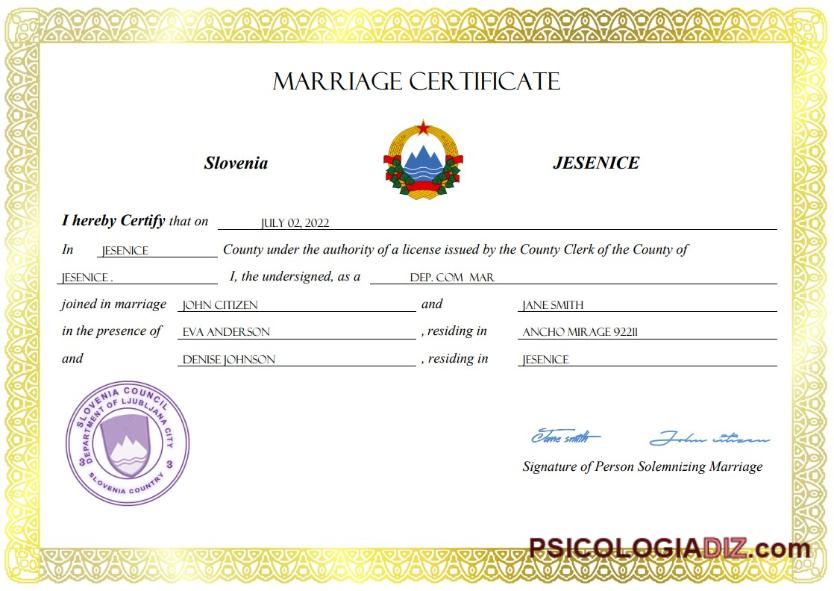 MARRIAGE CERTIFICATE
Slovenia JESENICE
I hereby Certify that on JULY 02, 2022
In JESENICE County under the authority of a license issued by the County Clerk of the County of
JESENICE . I, the undersigned, as a DEP. COM MAR
joined in marriage JOHN CITIZEN and JANE SMITH
in the presence of EVA ANDERSON , residing in ANCHO MIRAGE 92211
and DENISE JOHNSON , residing in JESENICE
SLOVENIA COUNCIL
DEPARTMENT OF LJUBLJANA CITY
3 3
SLOVENIA COUNTRY
Jane smith John citizen
Signature of Person Solemnizing Marriage
PSICOLOGIADIZ.com